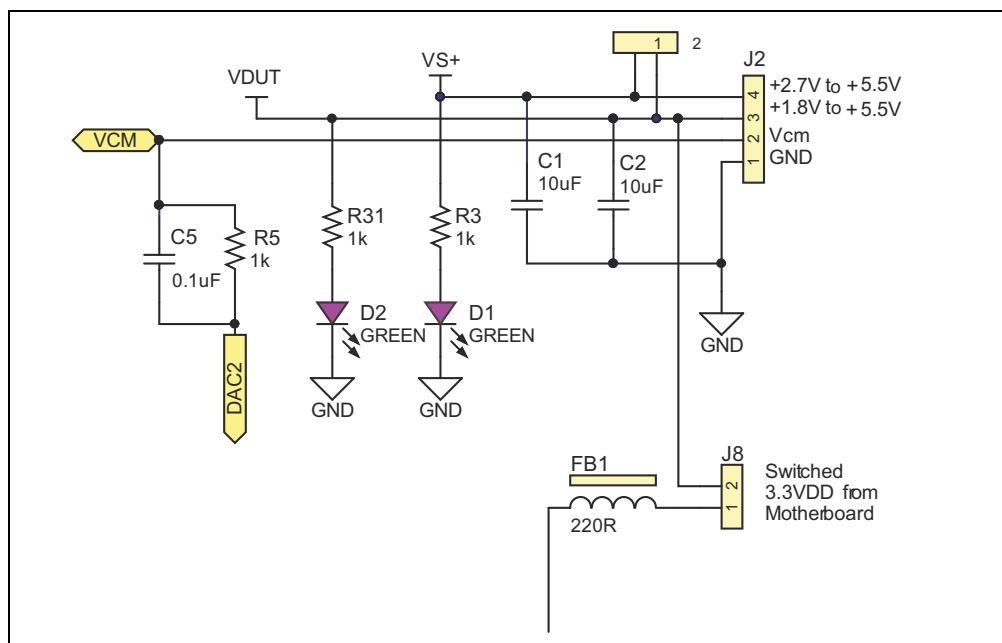 1 2
J2
VS+
VDUT
4 +2.7V to +5.5V
3 +1.8V to +5.5V
2 Vcm
1 GND
VCM
C1
10uF
C2
10uF
R31
1k
R3
1k
C5
0.1uF
R5
1k
D2
GREEN
D1
GREEN
GND
GND
GND
DAC2
FB1
220R
J8
2
1
Switched
3.3VDD from
Motherboard